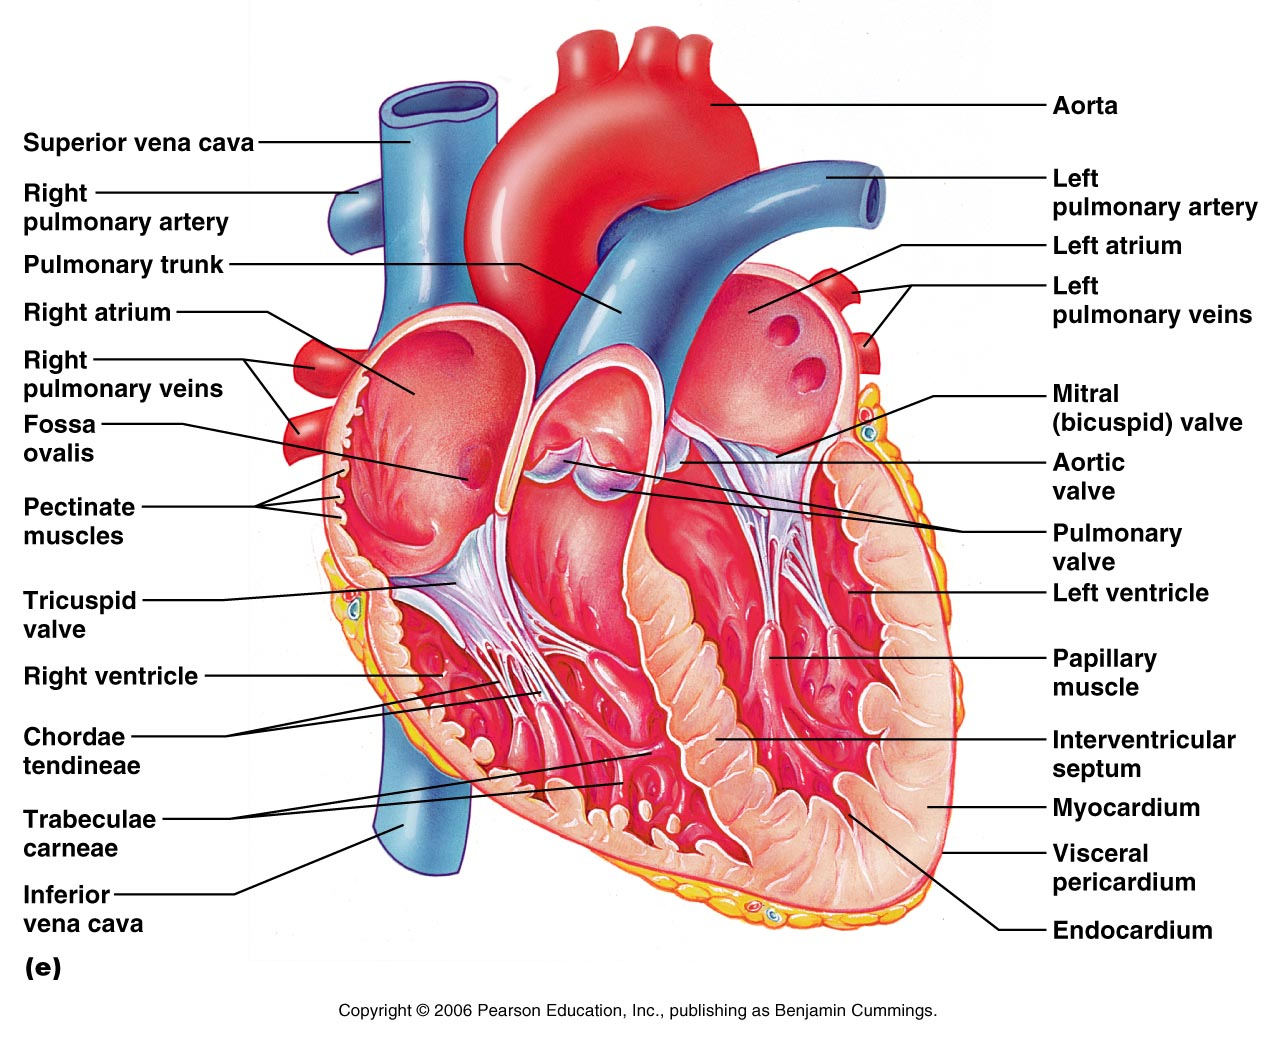 Superior vena cava
Right
pulmonary artery
Pulmonary trunk
Right atrium
Right
pulmonary veins
Fossa
ovalis
Pectinate
muscles
Tricuspid
valve
Right ventricle
Chordae
tendineae
Trabeculae
carneae
Inferior
vena cava
(e)
Aorta
Left
pulmonary artery
Left atrium
Left
pulmonary veins
Mitral
(bicuspid) valve
Aortic
valve
Pulmonary
valve
Left ventricle
Papillary
muscle
Interventricular
septum
Myocardium
Visceral
pericardium
Endocardium
Copyright © 2006 Pearson Education, Inc., publishing as Benjamin Cummings.